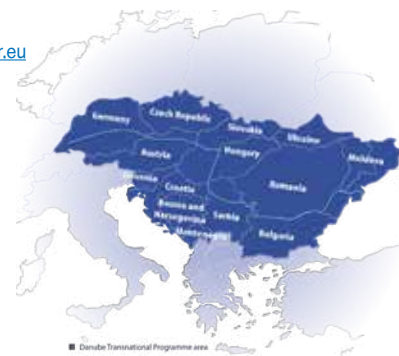 r.eu
Germany
Czech Republic
Slovakia
Ukraine
Austria
Hungary
Moldova
Slovenia
Croatia
Romania
Bosnia and
Herzegovina
Serbia
Montenegro
Bulgaria
Danube Transnational Programme area